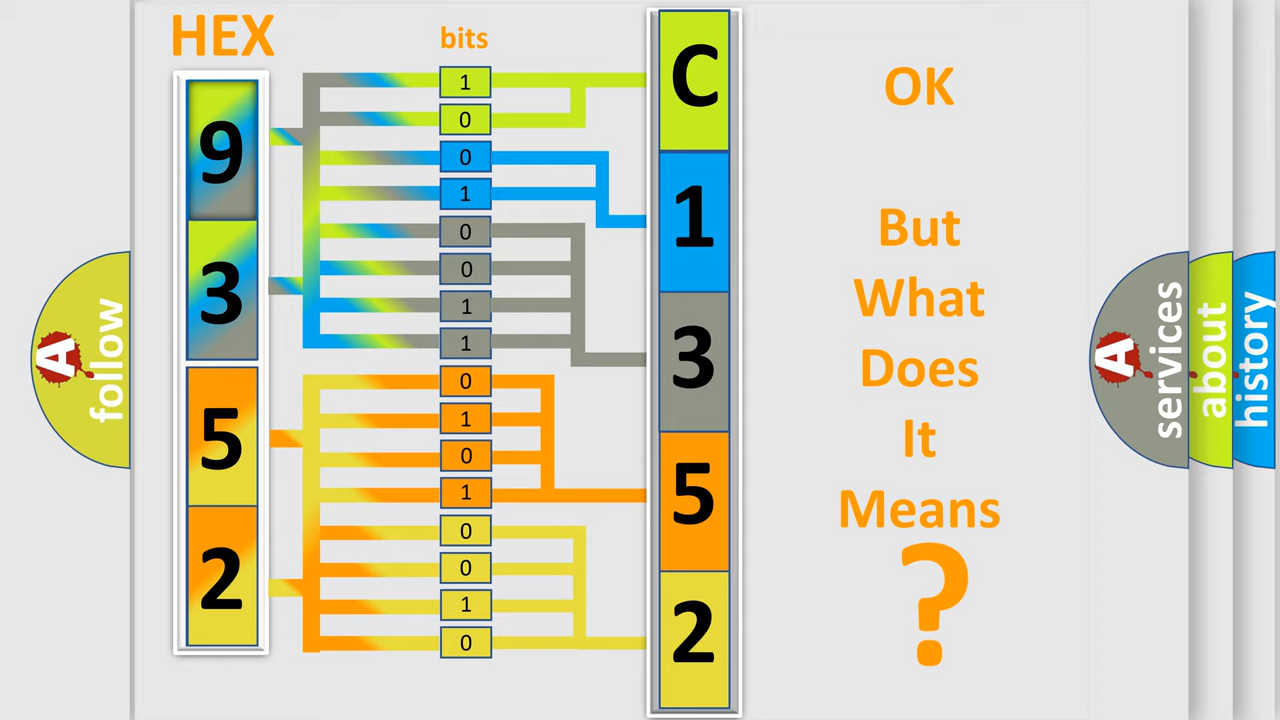 HEX
bits
9
3
5
2
1
0
0
1
0
0
1
1
0
1
0
1
0
0
1
0
C
1
3
5
2
OK
But
What
Does
It
Means
?
A
follow
A
services
about
history